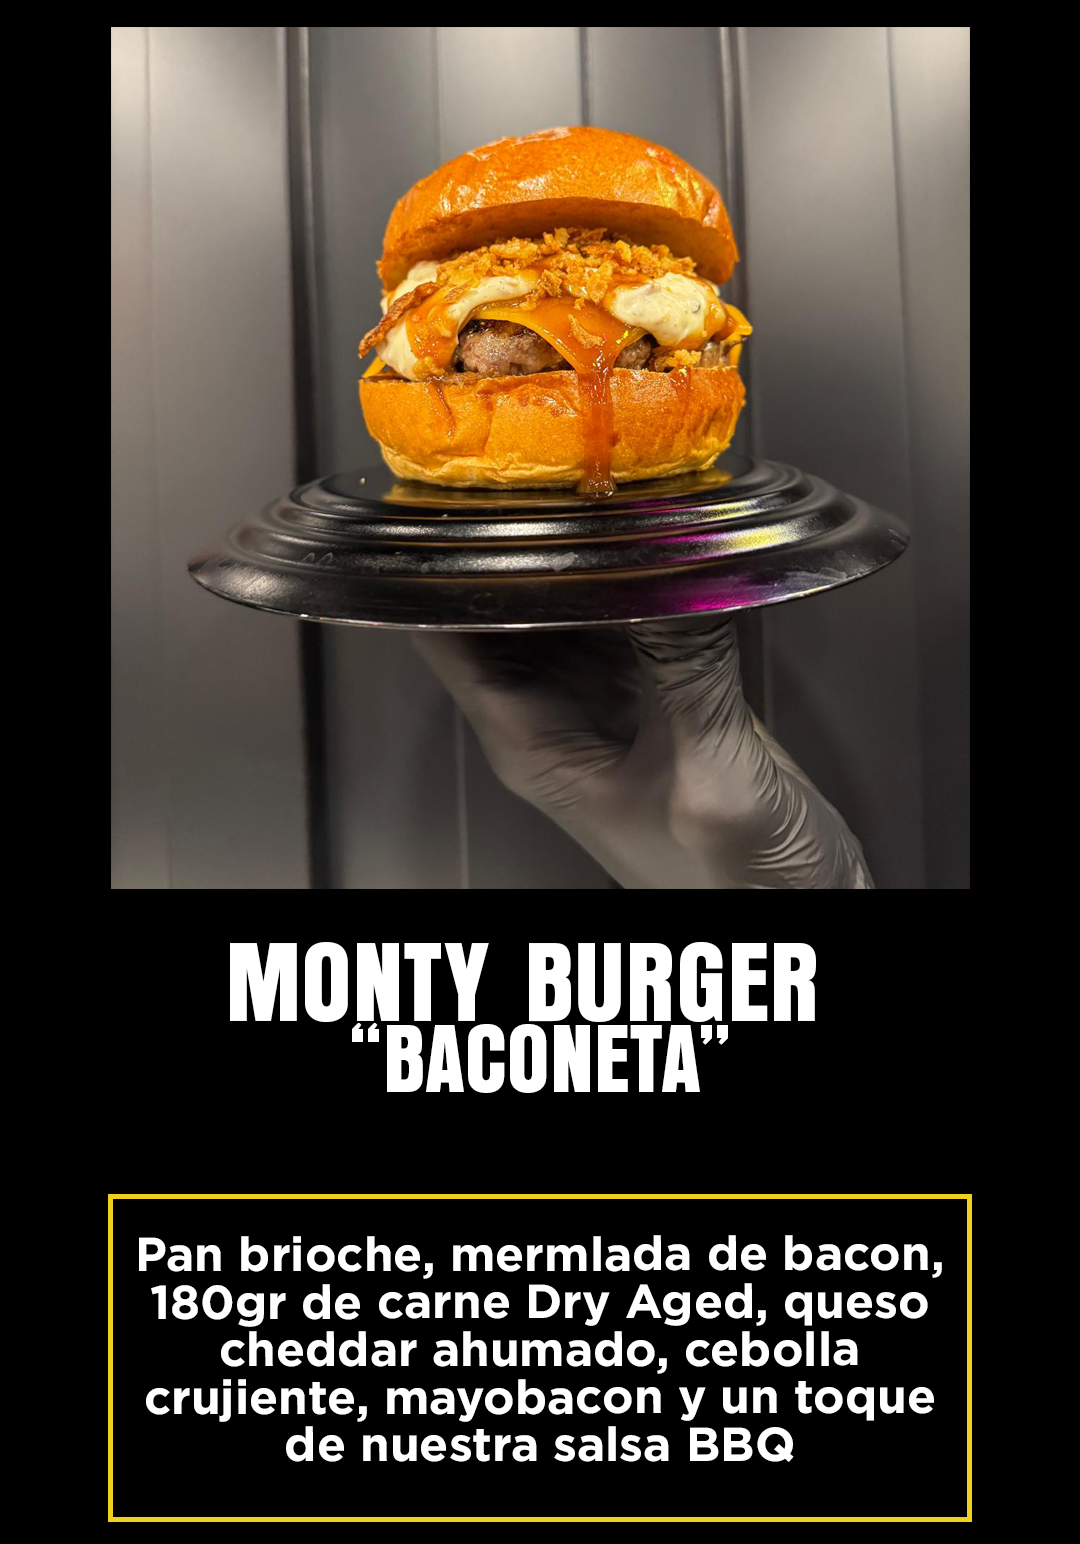 MONTY BURGER
“BACONETA”
Pan brioche, mermlada de bacon,
180gr de carne Dry Aged, queso
cheddar ahumado, cebolla
crujiente, mayobacon y un toque
de nuestra salsa BBQ